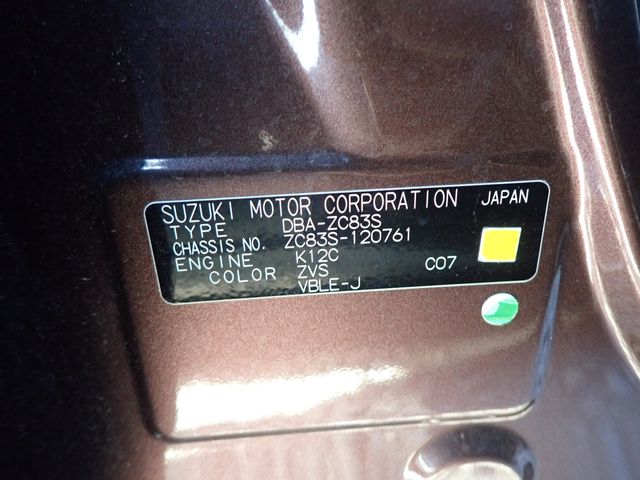 SUZUKI MOTOR CORPORATION JAPAN
TYPE DBA-ZC83S
CHASSIS NO. ZC83S-120761
ENGINE K12C
COLOR ZVS C07
VBLE-J